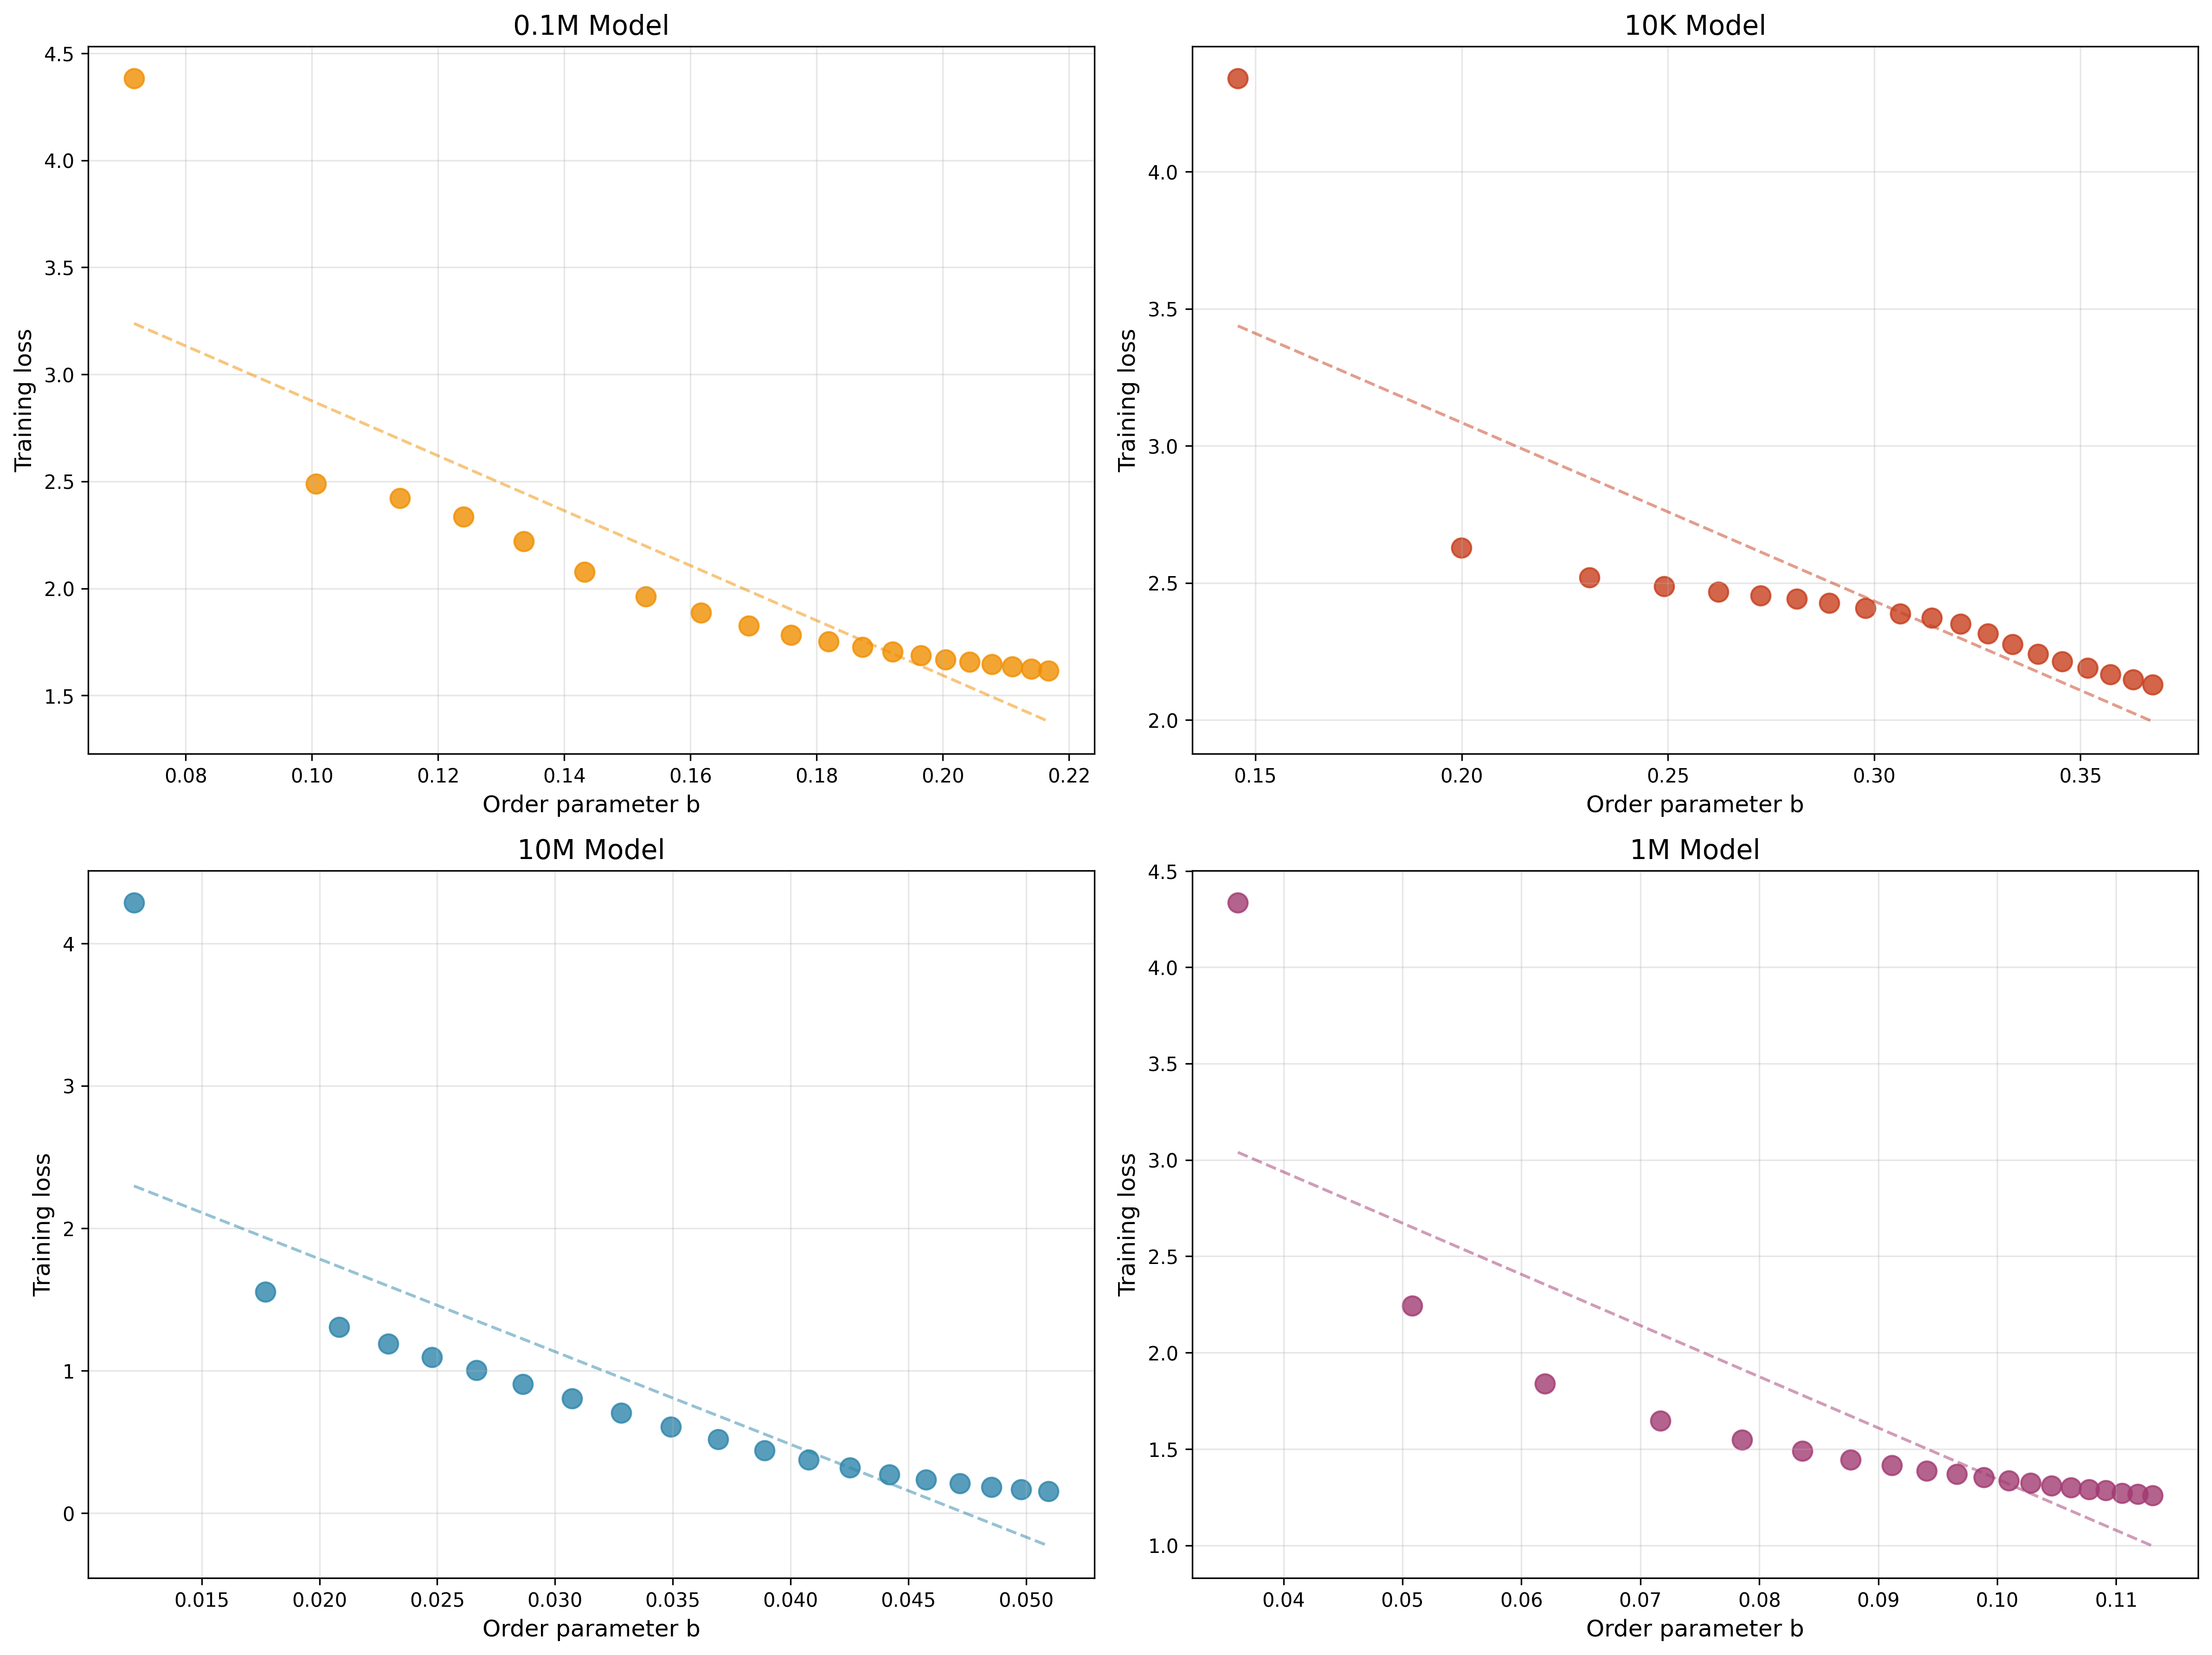 0.1M Model
4.5
4.0
3.5
3.0
2.5
2.0
1.5
Training loss
0.08 0.10 0.12 0.14 0.16 0.18 0.20 0.22
Order parameter b
10K Model
4.0
3.5
3.0
2.5
2.0
Training loss
0.15 0.20 0.25 0.30 0.35
Order parameter b
10M Model
4
3
2
1
0
Training loss
0.015 0.020 0.025 0.030 0.035 0.040 0.045 0.050
Order parameter b
1M Model
4.5
4.0
3.5
3.0
2.5
2.0
1.5
1.0
Training loss
0.04 0.05 0.06 0.07 0.08 0.09 0.10 0.11
Order parameter b